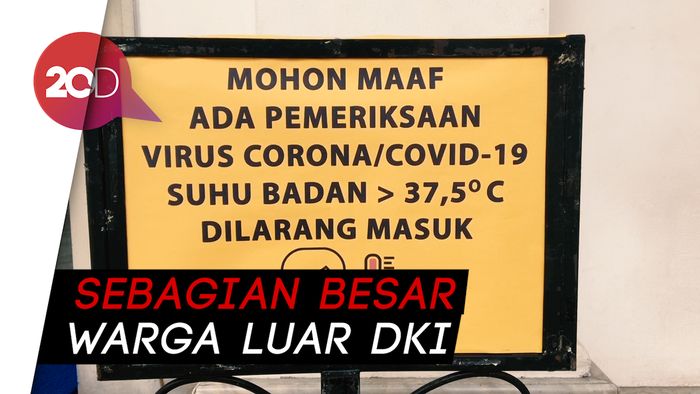 20D
MOHON MAAF
ADA PEMERIKSAAN
VIRUS CORONA/COVID-19
SUHU BADAN > 37,5º C
DILARANG MASUK
SEBAGIAN BESAR
WARGA LUAR DKI